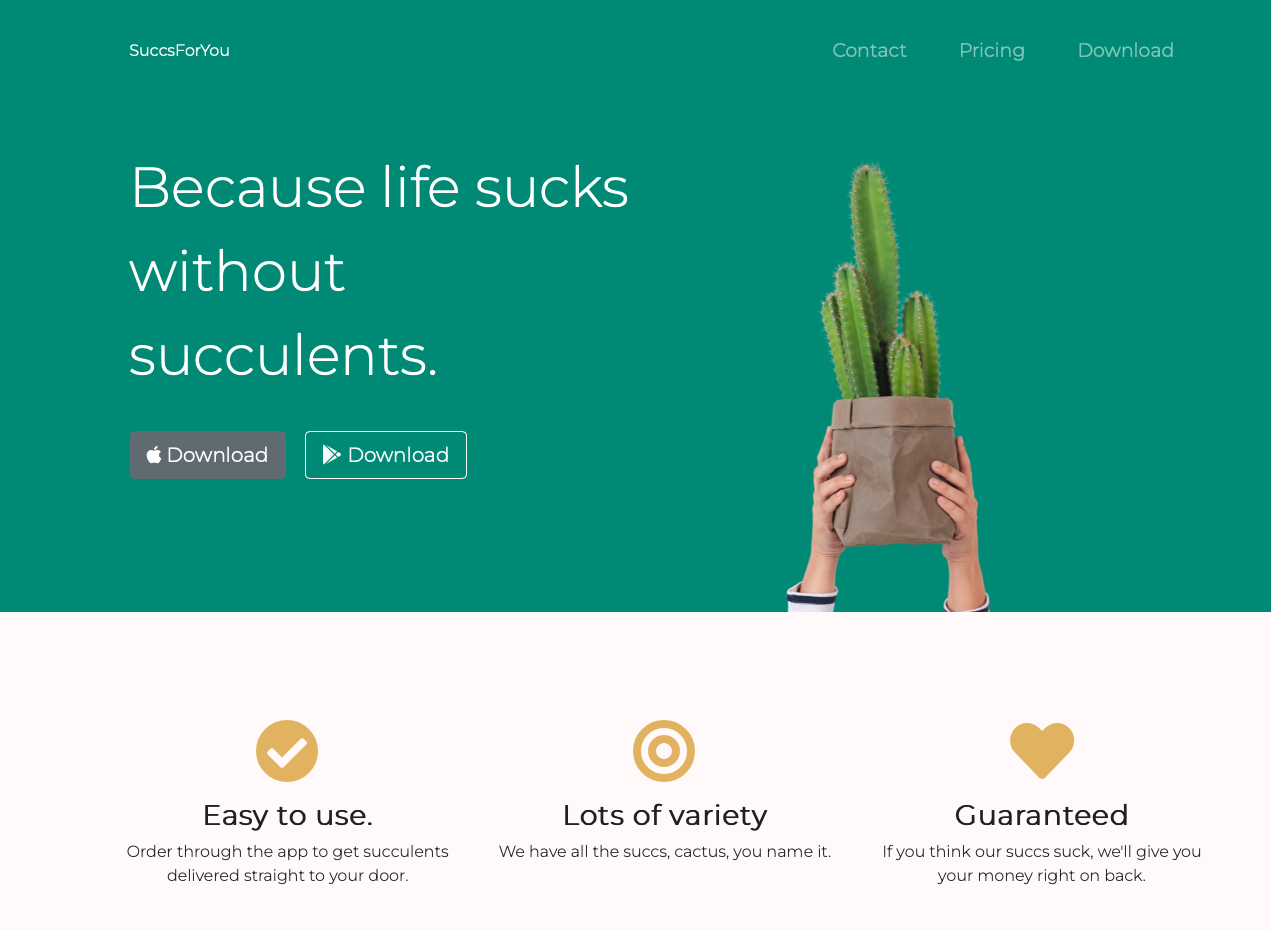 SuccsForYou
Contact
Pricing
Download
Because life sucks
without
succulents.
Download
Download
Easy to use.
Order through the app to get succulents
delivered straight to your door.
Lots of variety
We have all the succs, cactus, you name it.
Guaranteed
If you think our succs suck, we'll give you
your money right on back.